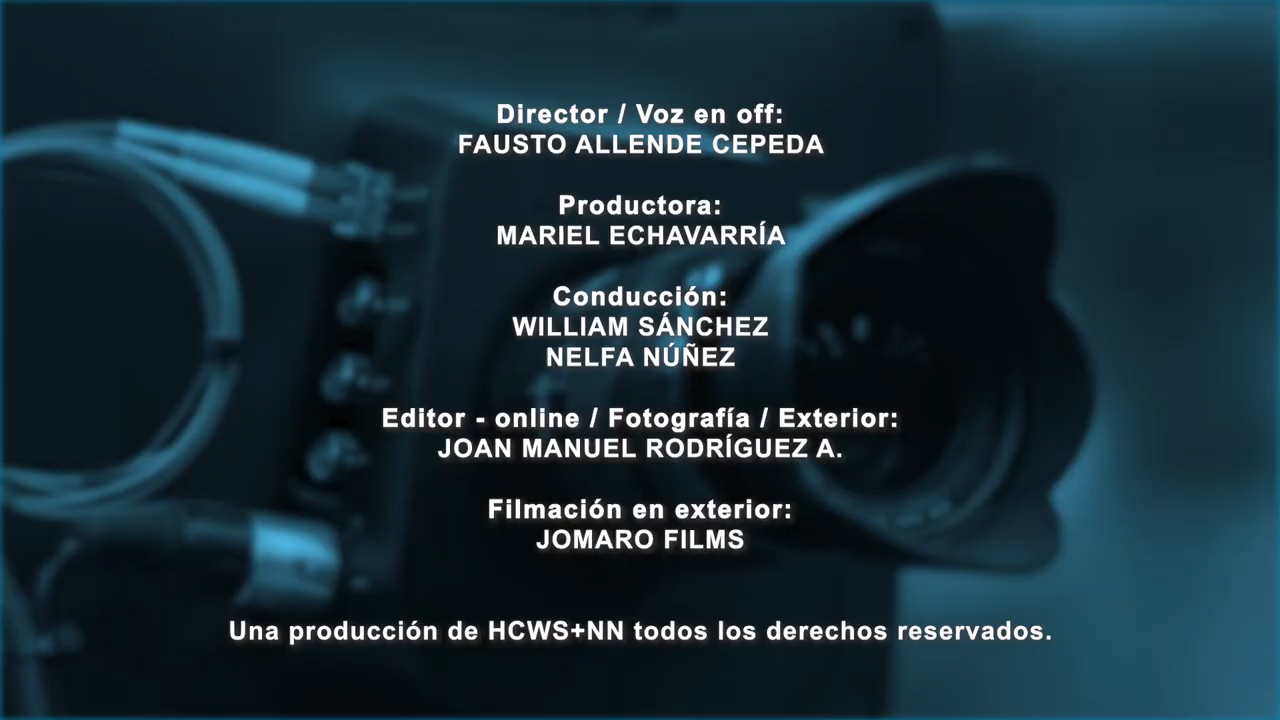 Director / Voz en off:
FAUSTO ALLENDE CEPEDA
Productora:
MARIEL ECHAVARRÍA
Conducción:
WILLIAM SÁNCHEZ
NELFA NÚÑEZ
Editor - online / Fotografía / Exterior:
JOAN MANUEL RODRÍGUEZ A.
Filmación en exterior:
JOMARO FILMS
Una producción de HCWS+NN todos los derechos reservados.